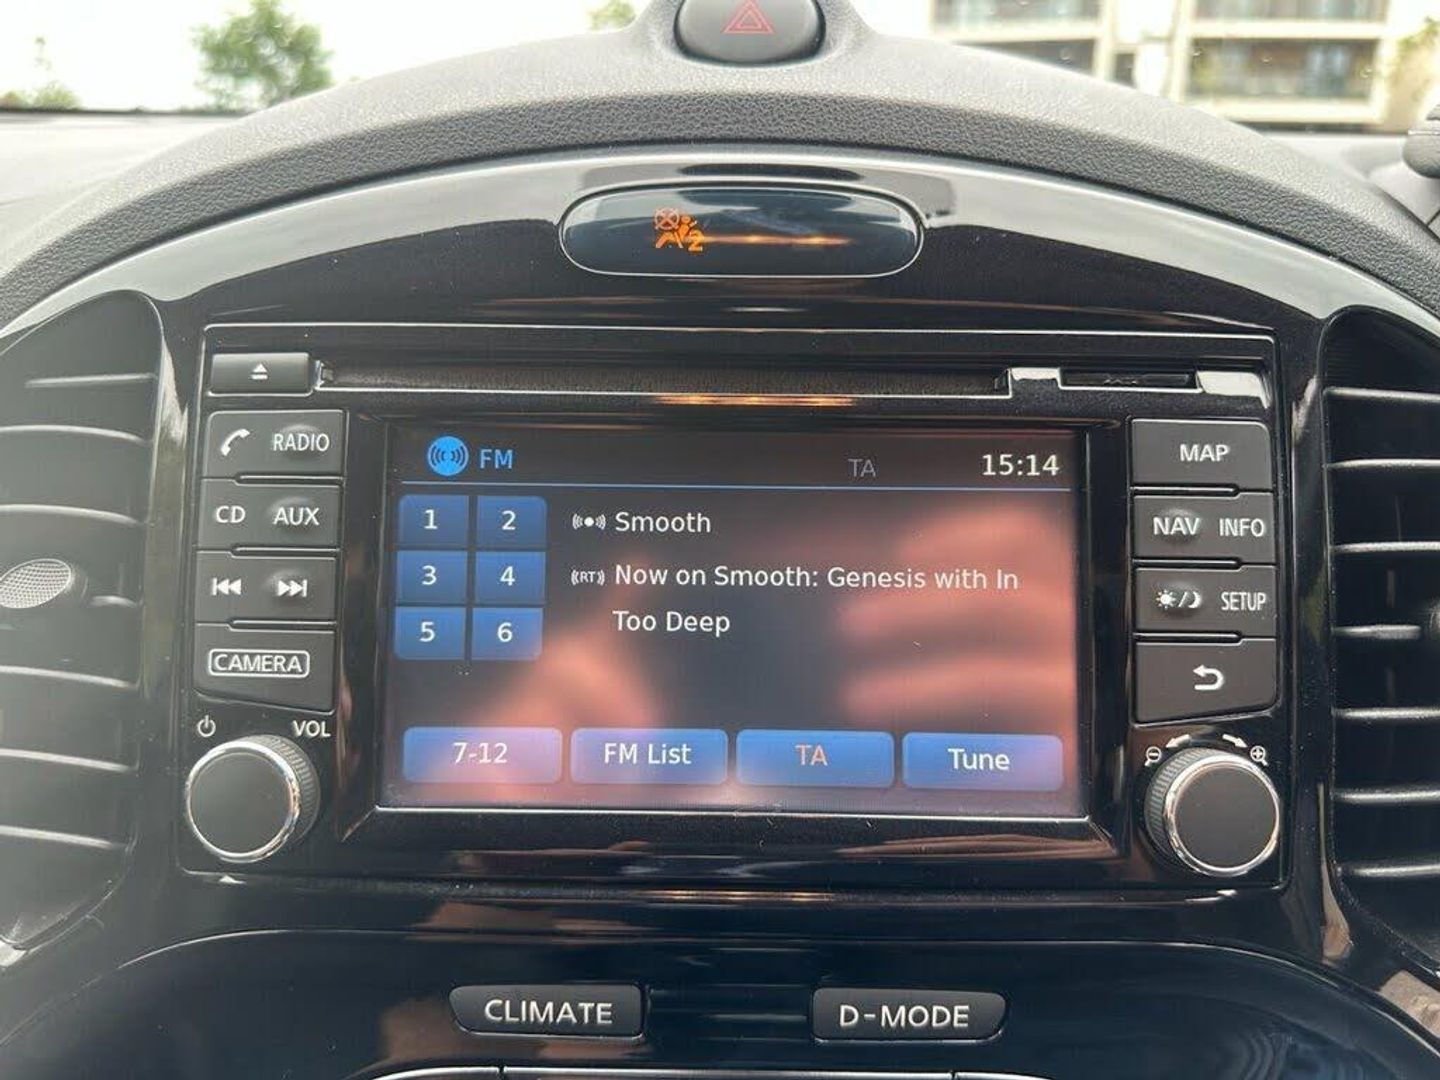 RADIO
CD AUX
CAMERA
VOL
FM TA 15:14
1 2
3 4
5 6
Smooth
RT Now on Smooth: Genesis with In
Too Deep
7-12 FM List TA Tune
MAP
NAV INFO
SETUP
CLIMATE D-MODE